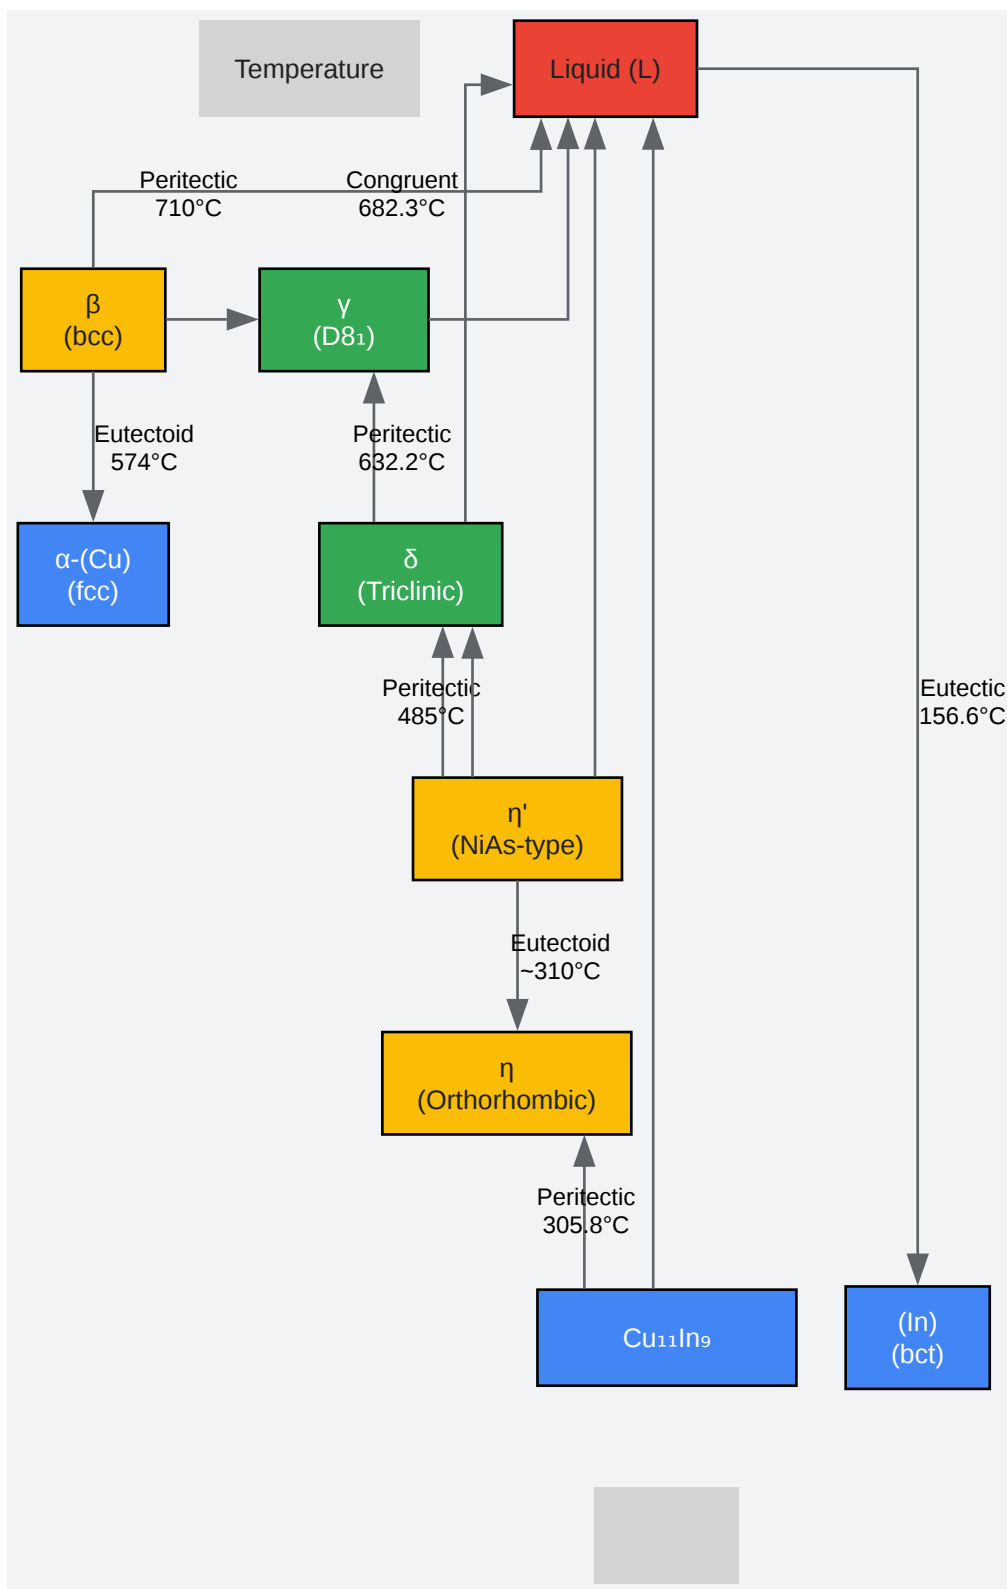 Temperature
Liquid (L)
Peritectic
710°C
Congruent
682.3°C
β
(bcc)
γ
(D8₁)
Eutectoid
574°C
Peritectic
632.2°C
α-(Cu)
(fcc)
δ
(Triclinic)
Peritectic
485°C
Eutectic
156.6°C
η'
(NiAs-type)
Eutectoid
~310°C
η
(Orthorhombic)
Peritectic
305.8°C
Cu₁₁In₉
(In)
(bct)